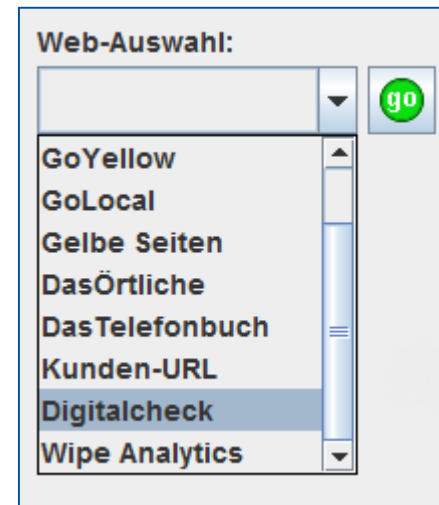 Web-Auswahl:
go
GoYellow
GoLocal
Gelbe Seiten
DasÖrtliche
DasTelefonbuch
Kunden-URL
Digitalcheck
Wipe Analytics